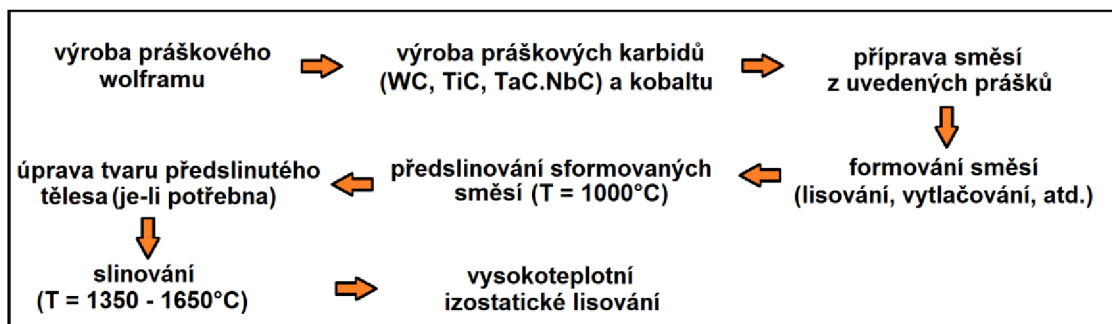 výroba práškového
wolframu
výroba práškových karbidů
(WC, TiC, TaC.NbC) a kobaltu
příprava směsí
z uvedených prášků
formování směsí
(lisování, vytlačování, atd.)
předslinování sformovaných
směsí (T = 1000°C)
úprava tvaru předslinutého
tělesa (je-li potřebna)
slinování
(T = 1350 - 1650°C)
vysokoteplotní
izostatické lisování